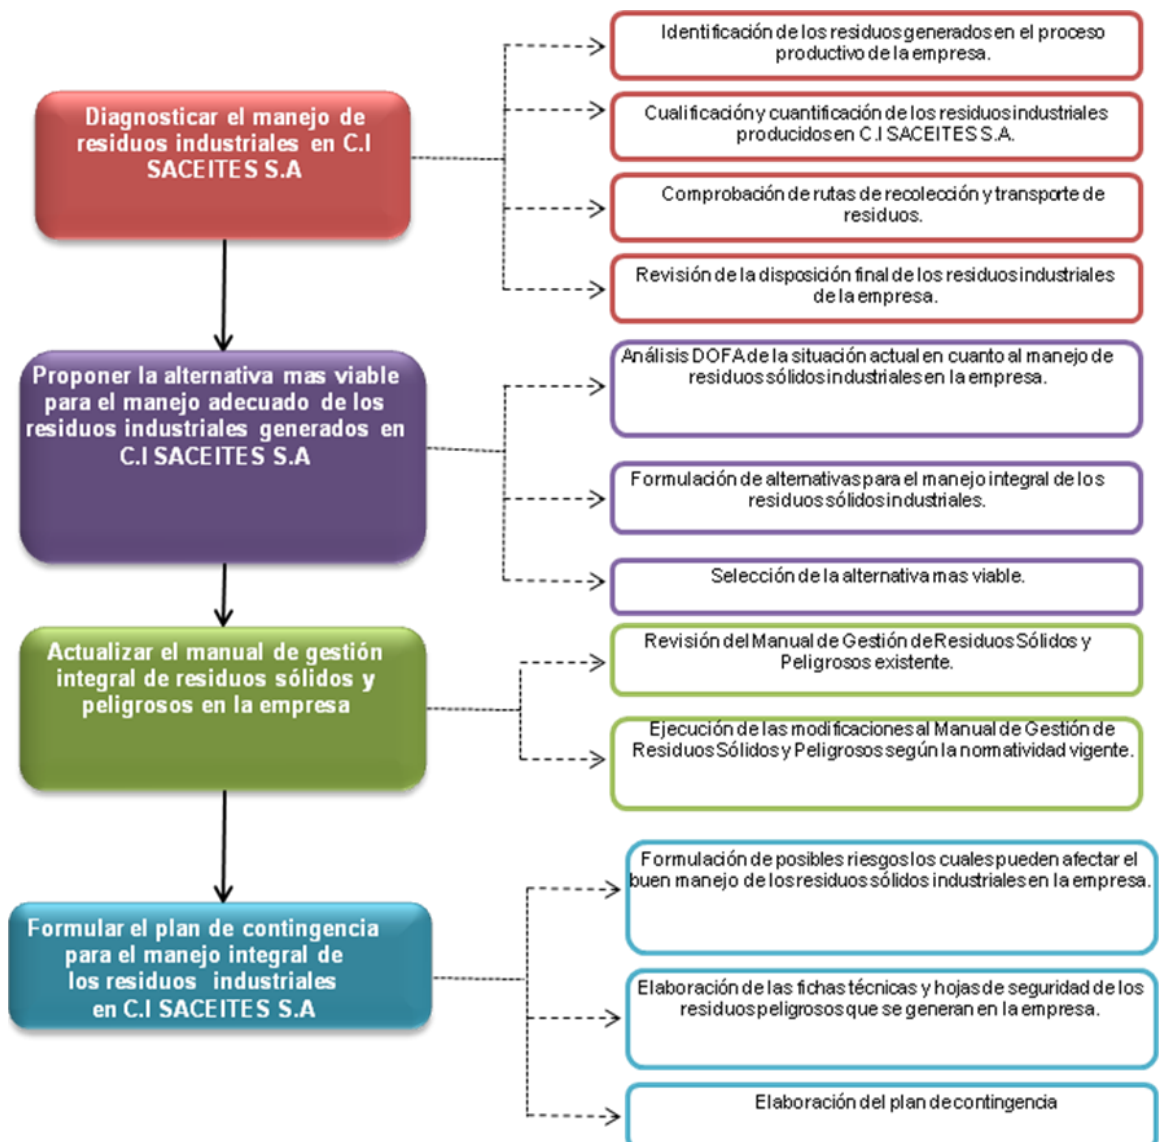 Diagnosticar el manejo de
residuos industriales en C.I
SACEITES S.A
Identificación de los residuos generados en el proceso
productivo de la empresa.
Cualificación y cuantificación de los residuos industriales
producidos en C.I SACEITES S.A.
Comprobación de rutas de recolección y transporte de
residuos.
Revisión de la disposición final de los residuos industriales
de la empresa.
Proponer la alternativa mas viable
para el manejo adecuado de los
residuos industriales generados en
C.I SACEITES S.A
Análisis DOFA de la situación actual en cuanto al manejo de
residuos sólidos industriales en la empresa.
Formulación de alternativas para el manejo integral de los
residuos sólidos industriales.
Selección de la alternativa mas viable.
Actualizar el manual de gestión
integral de residuos sólidos y
peligrosos en la empresa
Revisión del Manual de Gestión de Residuos Sólidos y
Peligrosos existente.
Ejecución de las modificaciones al Manual de Gestión de
Residuos Sólidos y Peligrosos según la normatividad vigente.
Formular el plan de contingencia
para el manejo integral de
los residuos industriales
en C.I SACEITES S.A
Formulación de posibles riesgos los cuales pueden afectar el
buen manejo de los residuos sólidos industriales en la empresa.
Elaboración de las fichas técnicas y hojas de seguridad de los
residuos peligrosos que se generan en la empresa.
Elaboración del plan de contingencia